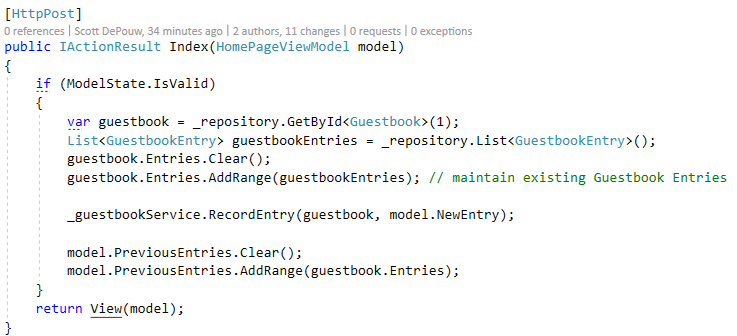 [HttpPost]
0 references | Scott DePouw, 34 minutes ago | 2 authors, 11 changes | 0 requests | 0 exceptions
public IActionResult Index(HomePageViewModel model)
{
    if (ModelState.IsValid)
    {
        var guestbook = _repository.GetById<Guestbook>(1);
        List<GuestbookEntry> guestbookEntries = _repository.List<GuestbookEntry>();
        guestbook.Entries.Clear();
        guestbook.Entries.AddRange(guestbookEntries); // maintain existing Guestbook Entries

        _guestbookService.RecordEntry(guestbook, model.NewEntry);

        model.PreviousEntries.Clear();
        model.PreviousEntries.AddRange(guestbook.Entries);
    }
    return View(model);
}